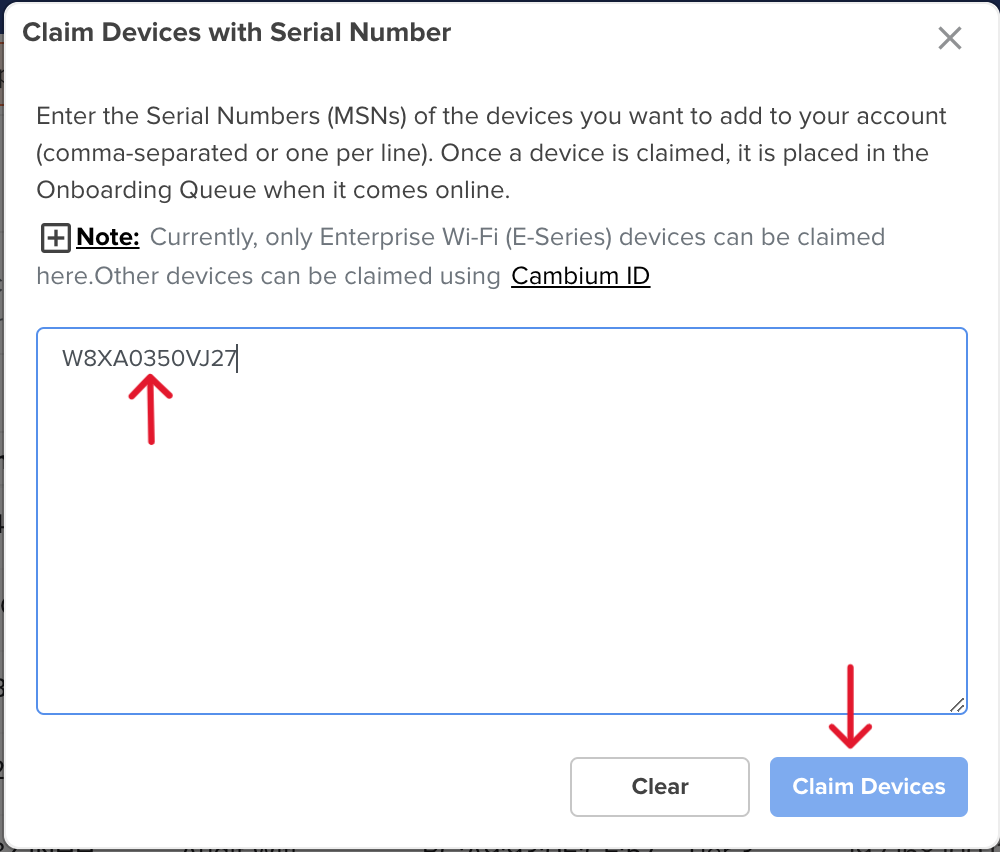 Claim Devices with Serial Number
Enter the Serial Numbers (MSNs) of the devices you want to add to your account
(comma-separated or one per line). Once a device is claimed, it is placed in the
Onboarding Queue when it comes online.
Note: Currently, only Enterprise Wi-Fi (E-Series) devices can be claimed
here.Other devices can be claimed using Cambium ID
W8XA0350VJ27
Clear
Claim Devices